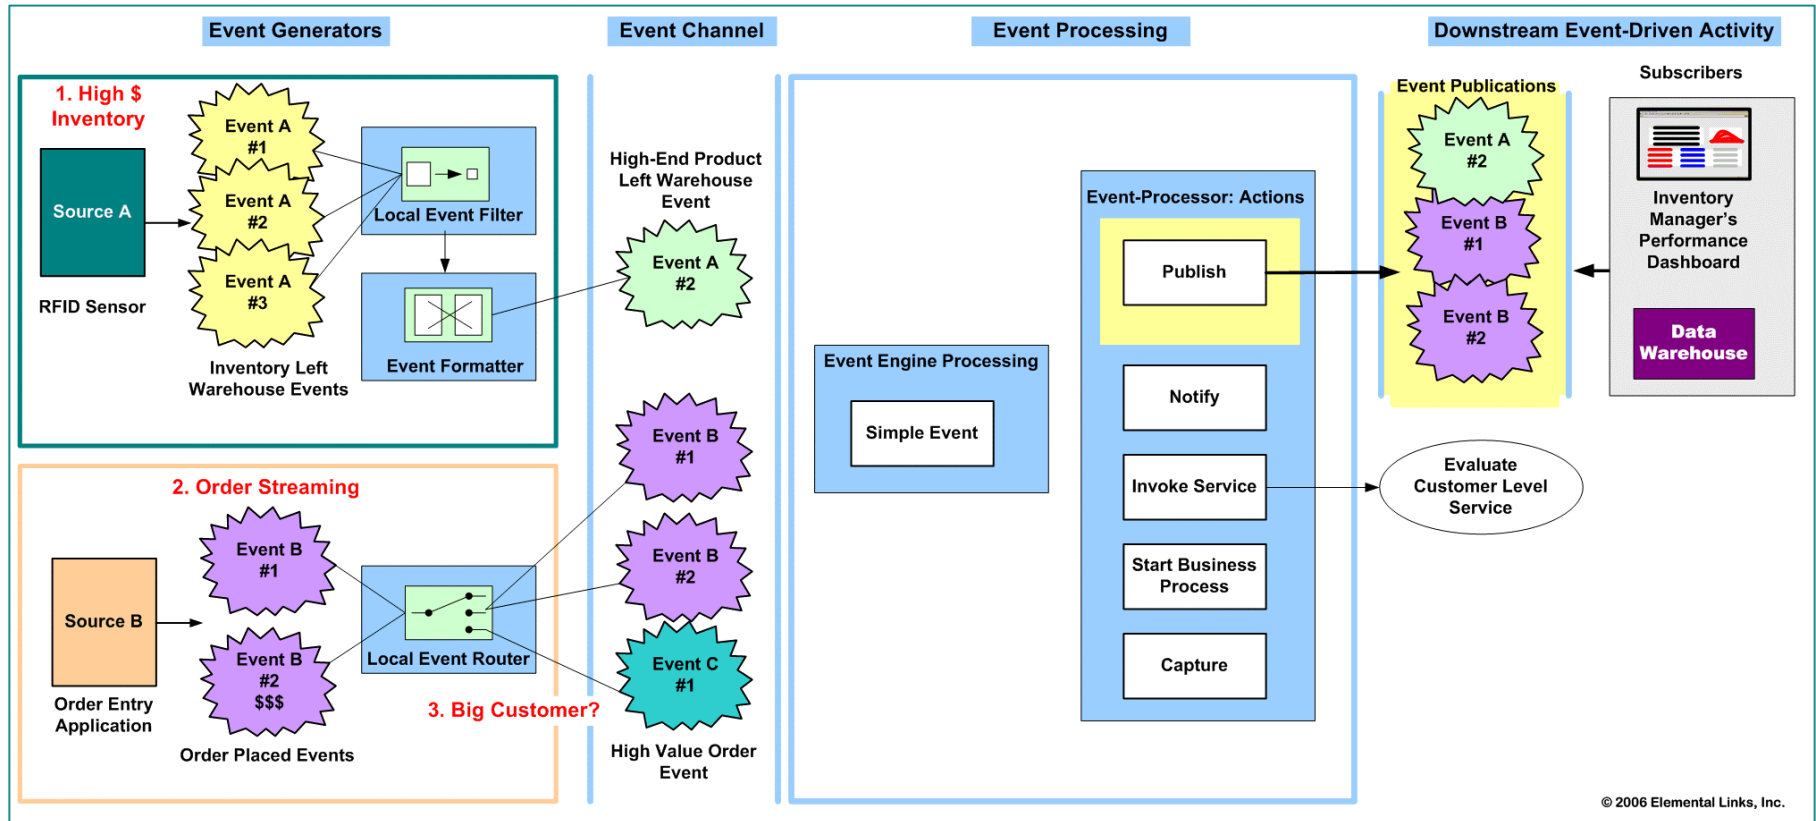 Event Generators
Event Channel
Event Processing
Downstream Event-Driven Activity
1. High $
Inventory
Source A
RFID Sensor
Event A
#1
Event A
#2
Event A
#3
Inventory Left
Warehouse Events
Local Event Filter
Event Formatter
High-End Product
Left Warehouse
Event
Event A
#2
2. Order Streaming
Source B
Order Entry
Application
Event B
#1
Event B
#2
$$$
Order Placed Events
Local Event Router
3. Big Customer?
Event B
#1
Event B
#2
Event C
#1
High Value Order
Event
Event Engine Processing
Simple Event
Event-Processor: Actions
Publish
Notify
Invoke Service
Start Business
Process
Capture
Event Publications
Event A
#2
Event B
#1
Event B
#2
Evaluate
Customer Level
Service
Subscribers
Inventory
Manager’s
Performance
Dashboard
Data
Warehouse
© 2006 Elemental Links, Inc.